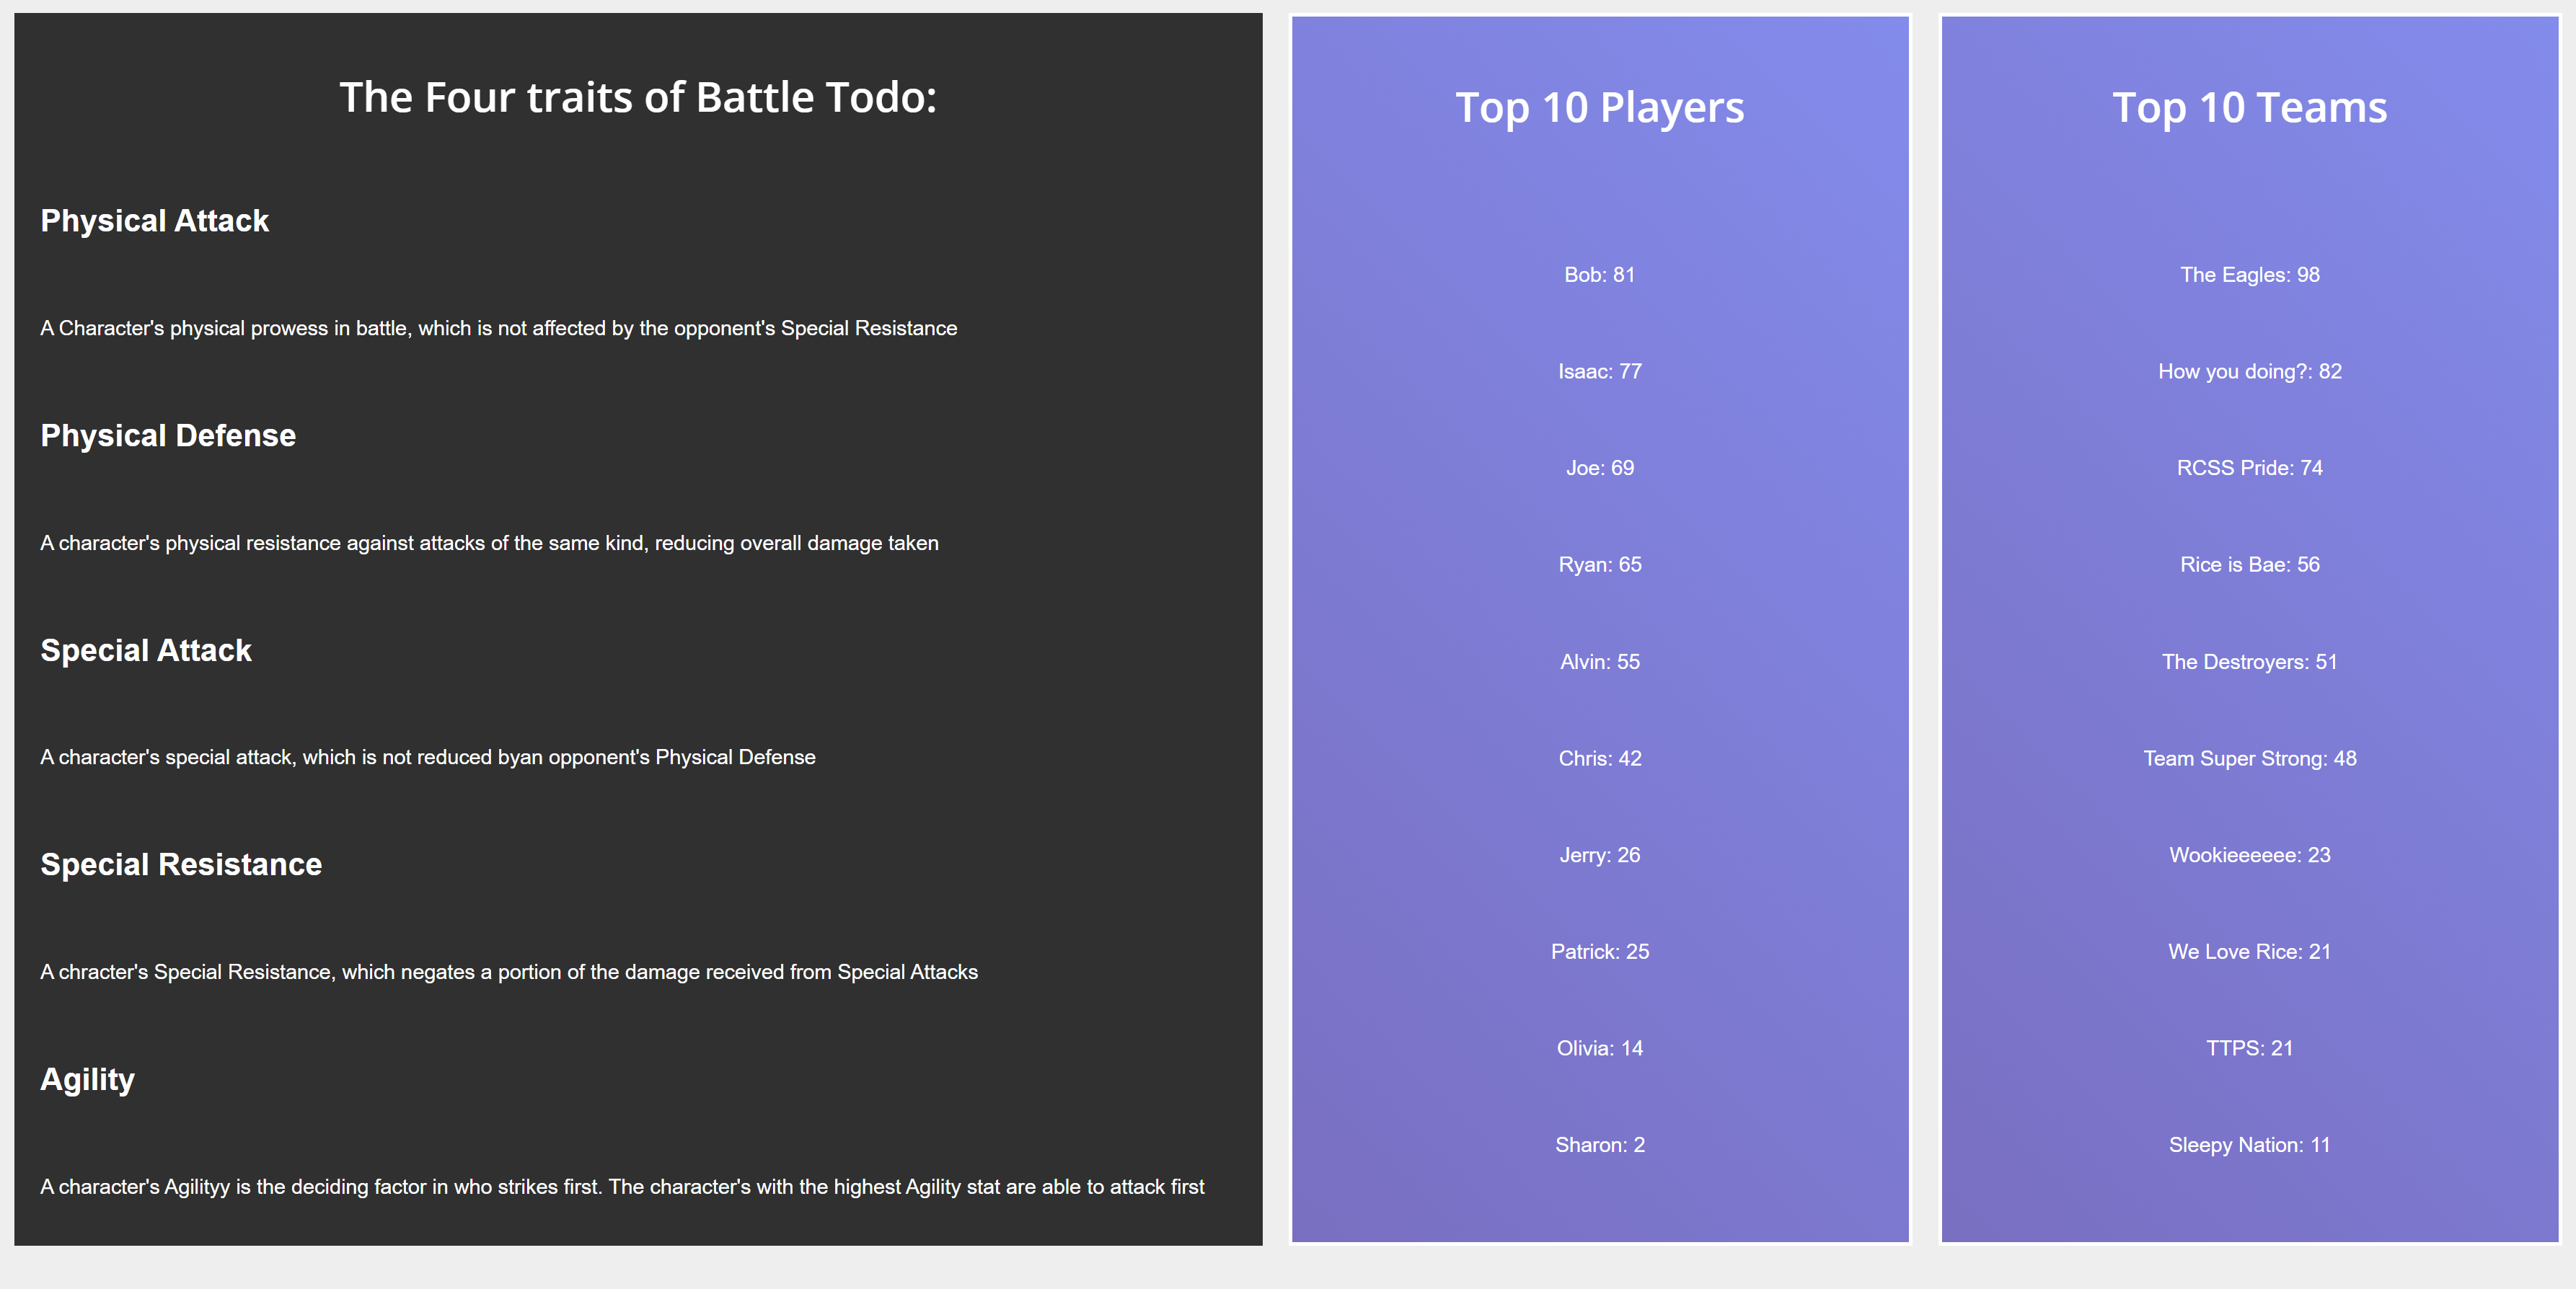 The Four traits of Battle Todo:
Physical Attack
A Character's physical prowess in battle, which is not affected by the opponent's Special Resistance
Physical Defense
A character's physical resistance against attacks of the same kind, reducing overall damage taken
Special Attack
A character's special attack, which is not reduced byan opponent's Physical Defense
Special Resistance
A chracter's Special Resistance, which negates a portion of the damage received from Special Attacks
Agility
A character's Agilityy is the deciding factor in who strikes first. The character's with the highest Agility stat are able to attack first
Top 10 Players
Bob: 81
Isaac: 77
Joe: 69
Ryan: 65
Alvin: 55
Chris: 42
Jerry: 26
Patrick: 25
Olivia: 14
Sharon: 2
Top 10 Teams
The Eagles: 98
How you doing?: 82
RCSS Pride: 74
Rice is Bae: 56
The Destroyers: 51
Team Super Strong: 48
Wookieeeeee: 23
We Love Rice: 21
TTPS: 21
Sleepy Nation: 11